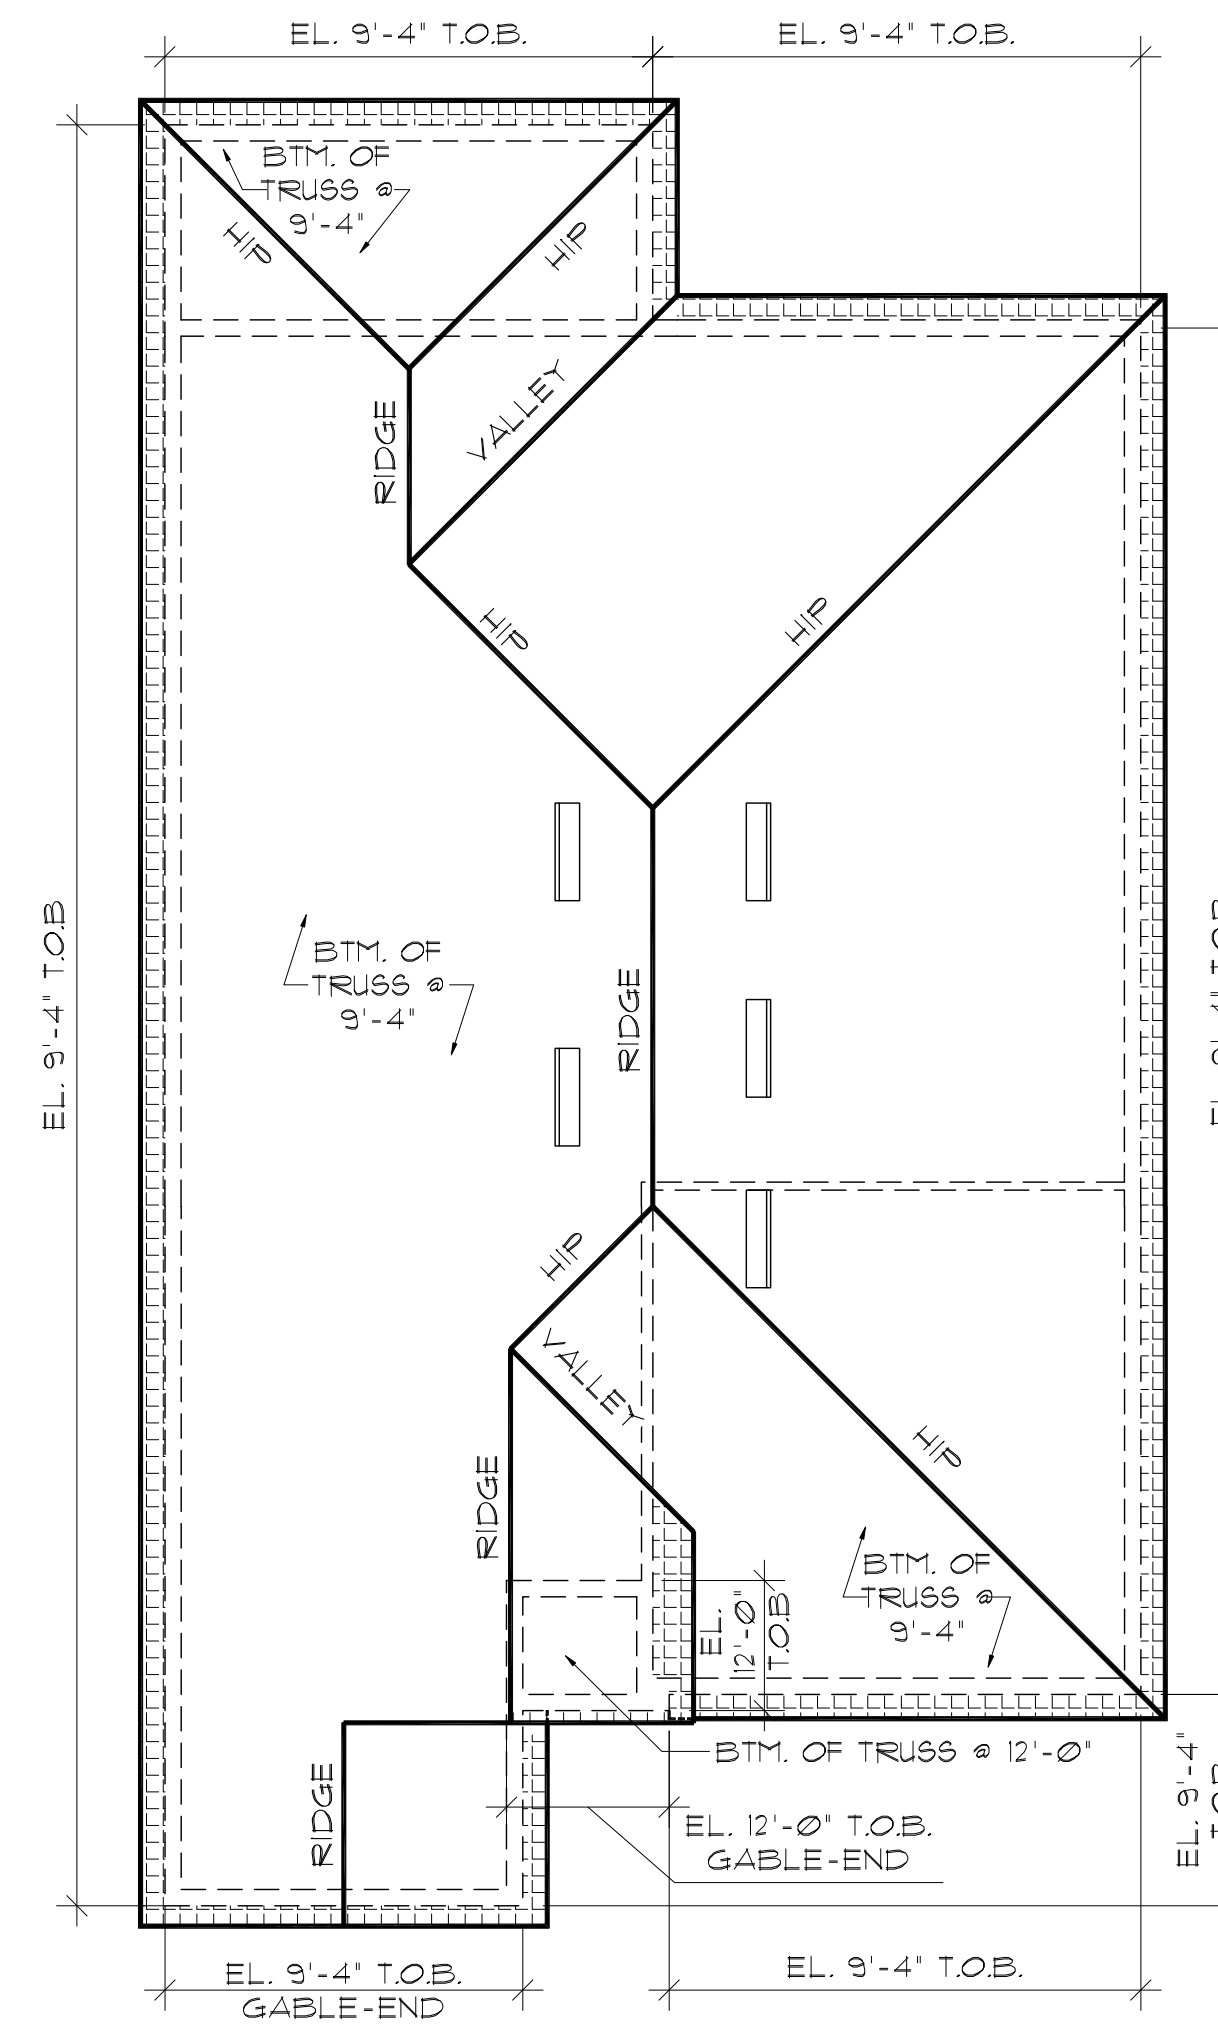 EL. 9'-4" T.O.B.
EL. 9'-4" T.O.B.
BTM. OF
TRUSS @
9'-4"
HIP
HIP
VALLEY
RIDGE
HIP
HIP
EL. 9'-4" T.O.B
BTM. OF
TRUSS @
9'-4"
RIDGE
HIP
VALLEY
RIDGE
HIP
BTM. OF
TRUSS @
9'-4"
EL.
12'-Ø"
T.O.B
BTM. OF TRUSS @ 12'-Ø"
RIDGE
EL. 12'-Ø" T.O.B.
GABLE-END
EL. 9'-4"
EL. 9'-4" T.O.B.
GABLE-END
EL. 9'-4" T.O.B.